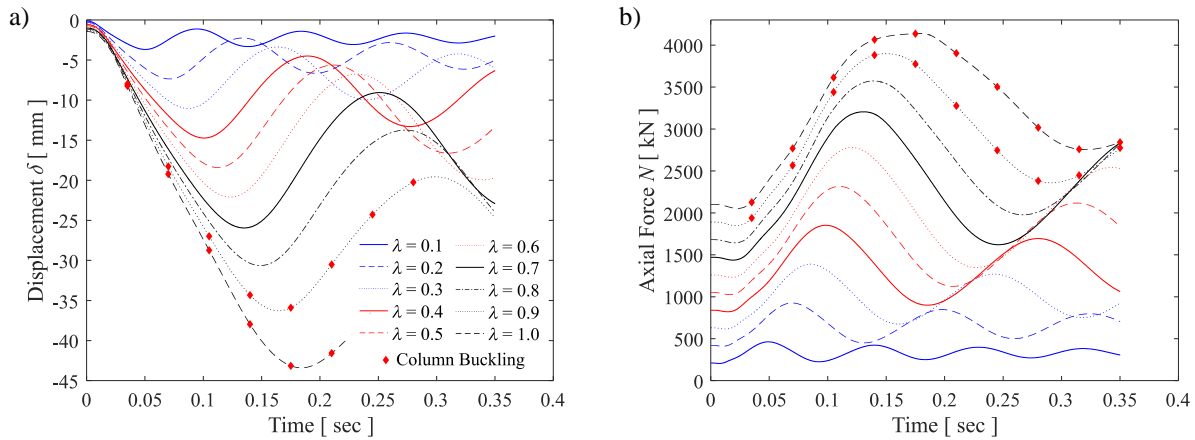 a)
0
-5
-10
-15
-20
-25
-30
-35
-40
-45
Displacement δ [ mm ]
0 0.05 0.1 0.15 0.2 0.25 0.3 0.35 0.4
Time [ sec ]
λ = 0.1 λ = 0.6
λ = 0.2 λ = 0.7
λ = 0.3 λ = 0.8
λ = 0.4 λ = 0.9
λ = 0.5 λ = 1.0
Column Buckling
b)
4000
3500
3000
2500
2000
1500
1000
500
0
Axial Force N [ kN ]
0 0.05 0.1 0.15 0.2 0.25 0.3 0.35 0.4
Time [ sec ]